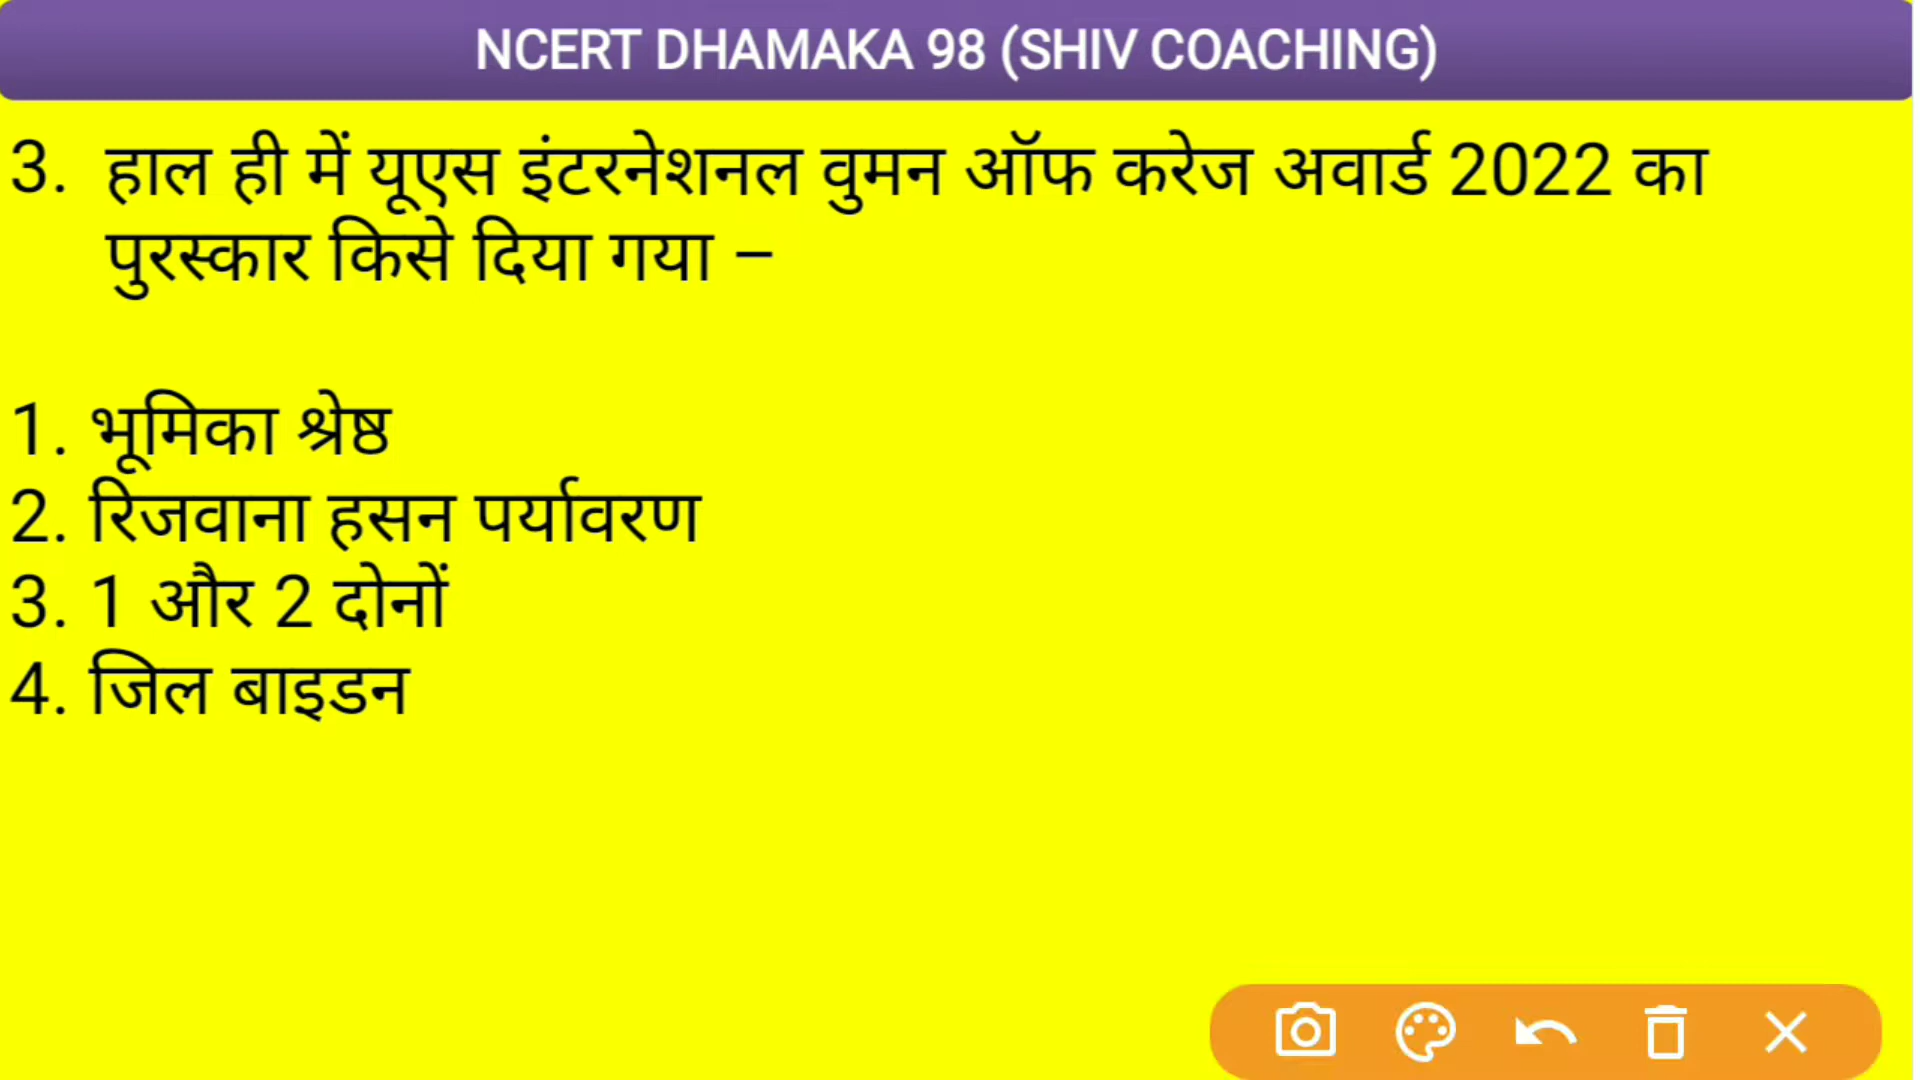 NCERT DHAMAKA 98 (SHIV COACHING)
3. हाल ही में यूएस इंटरनेशनल वुमन ऑफ करेज अवार्ड 2022 का
पुरस्कार किसे दिया गया –
1. भूमिका श्रेष्ठ
2. रिजवाना हसन पर्यावरण
3. 1 और 2 दोनों
4. जिल बाइडन